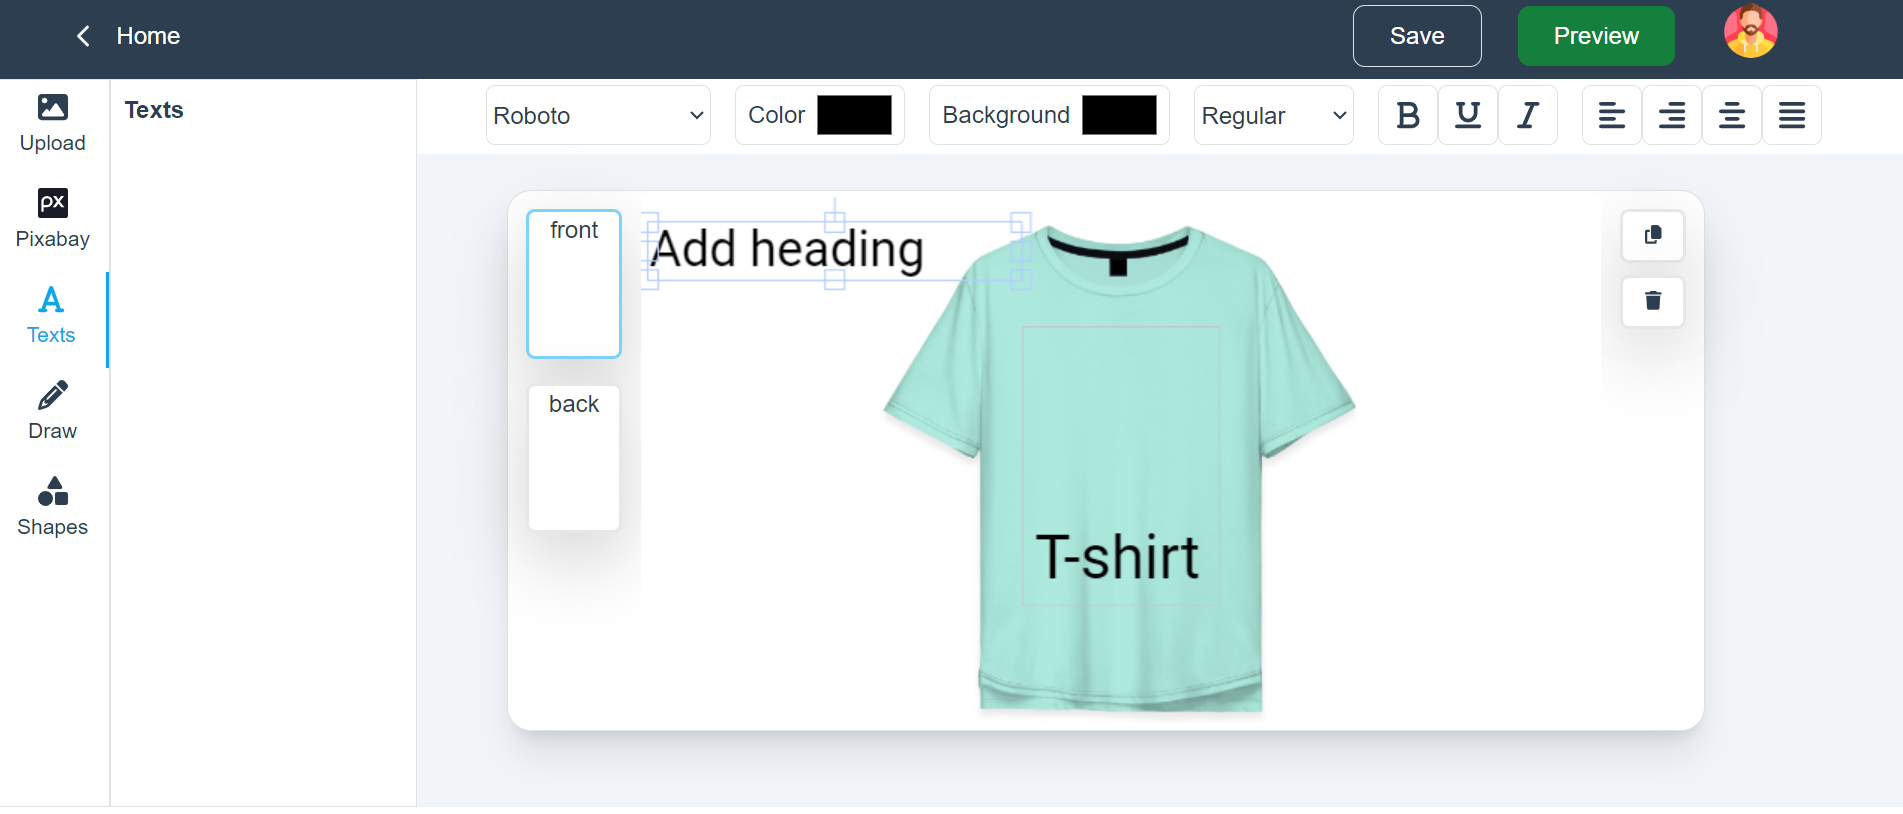 Home
Save
Preview
Upload
px
Pixabay
Texts
Draw
Shapes
Texts
Roboto
Color
Background
Regular
B U I
front
back
Add heading
T-shirt